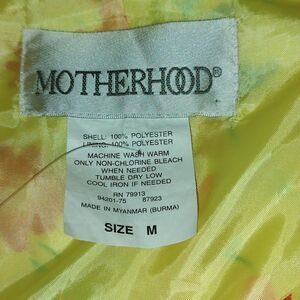 MOTHERHOOD®
SHELL: 100% POLYESTER
LINING: 100% POLYESTER
MACHINE WASH WARM
ONLY NON-CHLORINE BLEACH
WHEN NEEDED
TUMBLE DRY LOW
COOL IRON IF NEEDED
RN 79913
94201-75 87923
MADE IN MYANMAR (BURMA)
SIZE M